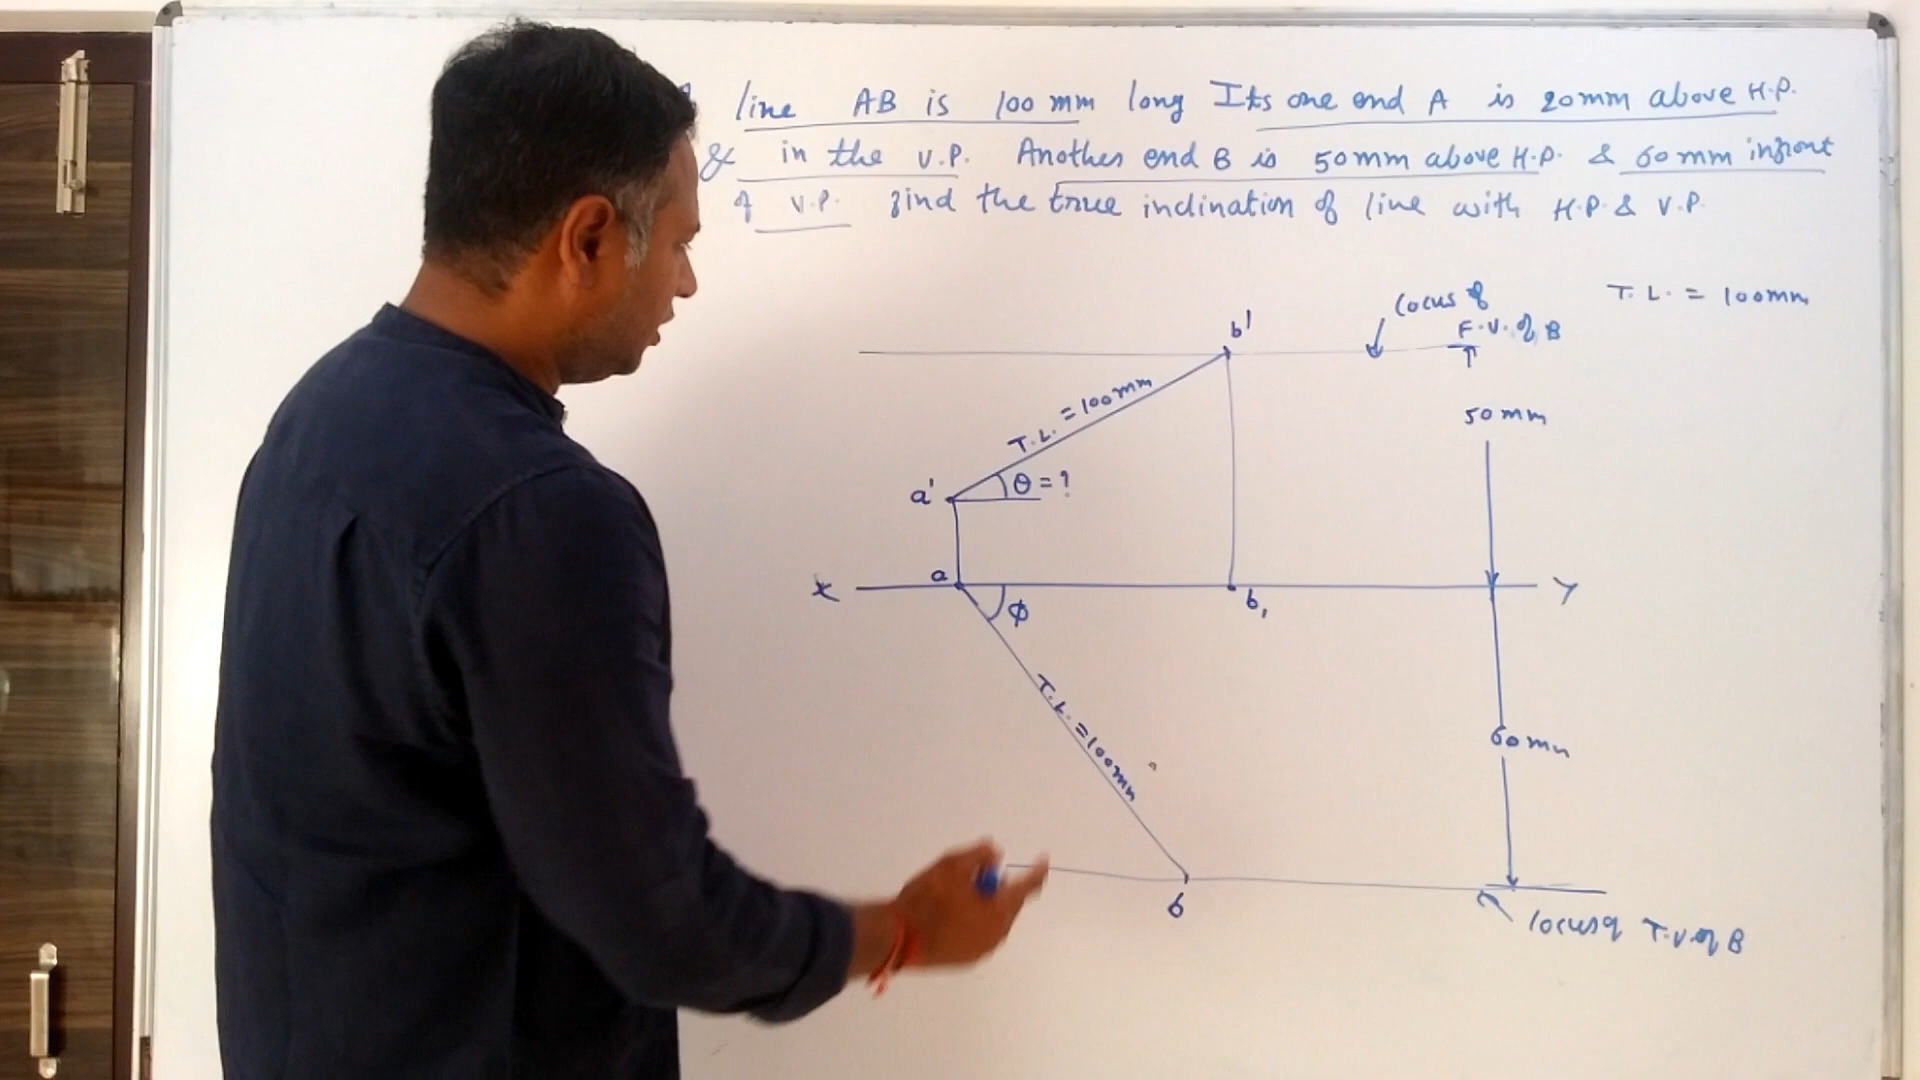 line AB is 100 mm long Its one end A is 20mm above H.P.
& in the V.P. Another end B is 50mm above H.P. & 60mm infront
of V.P. find the true inclination of line with H.P & V.P.
T.L. = 100mm
locus of
F.V. of B
b'
T.L. = 100mm
50mm
a'
θ = ?
a
X
Y
b₁
ϕ
T.L. = 100mm
60mm
b
locus of T.V of B